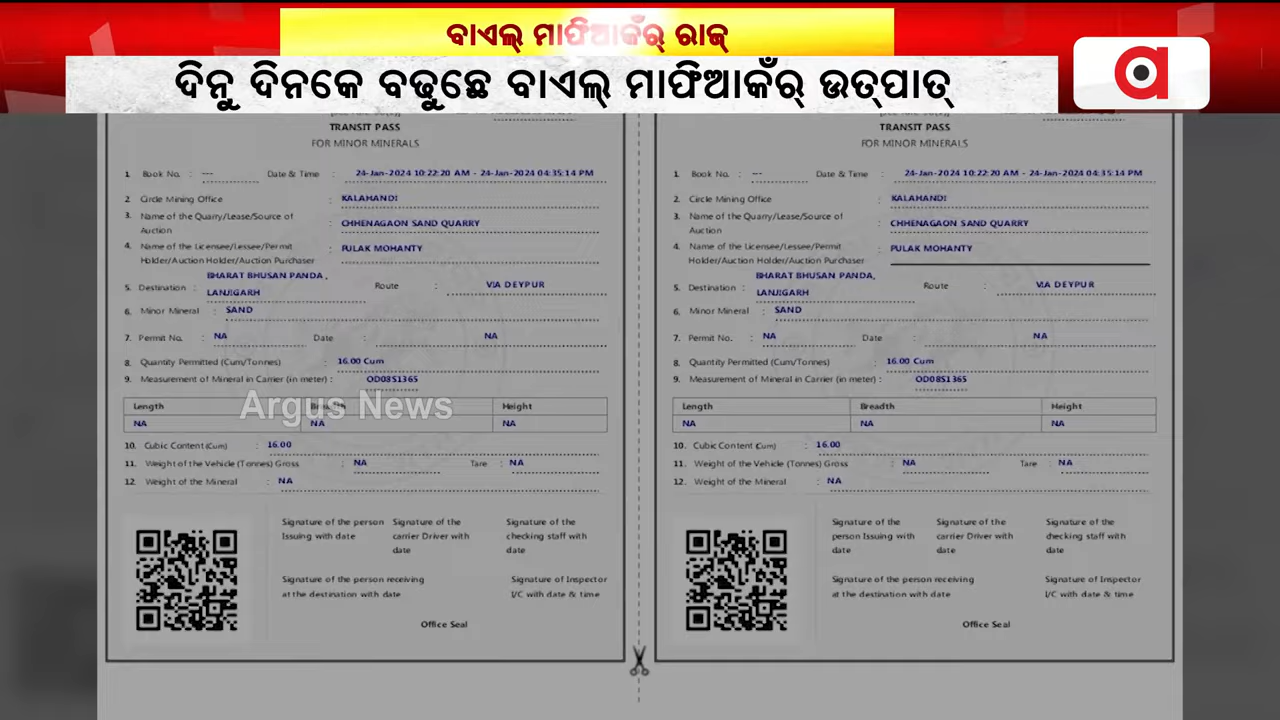 ବାଏଲ୍ ମାଫିଆକଁର୍ ରାଜ୍
ଦିନୁ ଦିନକେ ବଢୁଛେ ବାଏଲ୍ ମାଫିଆକଁର୍ ଉତ୍‌ପାତ୍
a
TRANSIT PASS
FOR MINOR MINERALS
1. Book No. : --- Date & Time : 24-Jan-2024 10:22:20 AM - 24-Jan-2024 04:35:14 PM
2. Circle Mining Office : KALAHANDI
3. Name of the Quarry/Lease/Source of : CHHENAGAON SAND QUARRY
Auction
4. Name of the Licensee/Lessee/Permit : PULAK MOHANTY
Holder/Auction Holder/Auction Purchaser
BHARAT BHUSAN PANDA ,
5. Destination : LANJIGARH Route : VIA DEYPUR
6. Minor Mineral : SAND
7. Permit No. : NA Date : NA
8. Quantity Permitted (Cum/Tonnes) : 16.00 Cum
9. Measurement of Mineral in Carrier (in meter) : OD08S1365
Length Breadth Height
NA NA NA
Argus News
10. Cubic Content (Cum) : 16.00
11. Weight of the Vehicle (Tonnes) Gross : NA Tare : NA
12. Weight of the Mineral : NA
Signature of the person Signature of the Signature of the
Issuing with date carrier Driver with checking staff with
date date
Signature of the person receiving Signature of Inspector
at the destination with date I/C with date & time
Office Seal
TRANSIT PASS
FOR MINOR MINERALS
1. Book No. : --- Date & Time : 24-Jan-2024 10:22:20 AM - 24-Jan-2024 04:35:14 PM
2. Circle Mining Office : KALAHANDI
3. Name of the Quarry/Lease/Source of : CHHENAGAON SAND QUARRY
Auction
4. Name of the Licensee/Lessee/Permit : PULAK MOHANTY
Holder/Auction Holder/Auction Purchaser
BHARAT BHUSAN PANDA,
5. Destination : LANJIGARH Route : VIA DEYPUR
6. Minor Mineral : SAND
7. Permit No. : NA Date : NA
8. Quantity Permitted (Cum/Tonnes) : 16.00 Cum
9. Measurement of Mineral in Carrier (in meter) : OD08S1365
Length Breadth Height
NA NA NA
10. Cubic Content (Cum) : 16.00
11. Weight of the Vehicle (Tonnes) Gross : NA Tare : NA
12. Weight of the Mineral : NA
Signature of the Signature of the Signature of the
person Issuing with carrier Driver with checking staff with
date date date
Signature of the person receiving Signature of Inspector
at the destination with date I/C with date & time
Office Seal